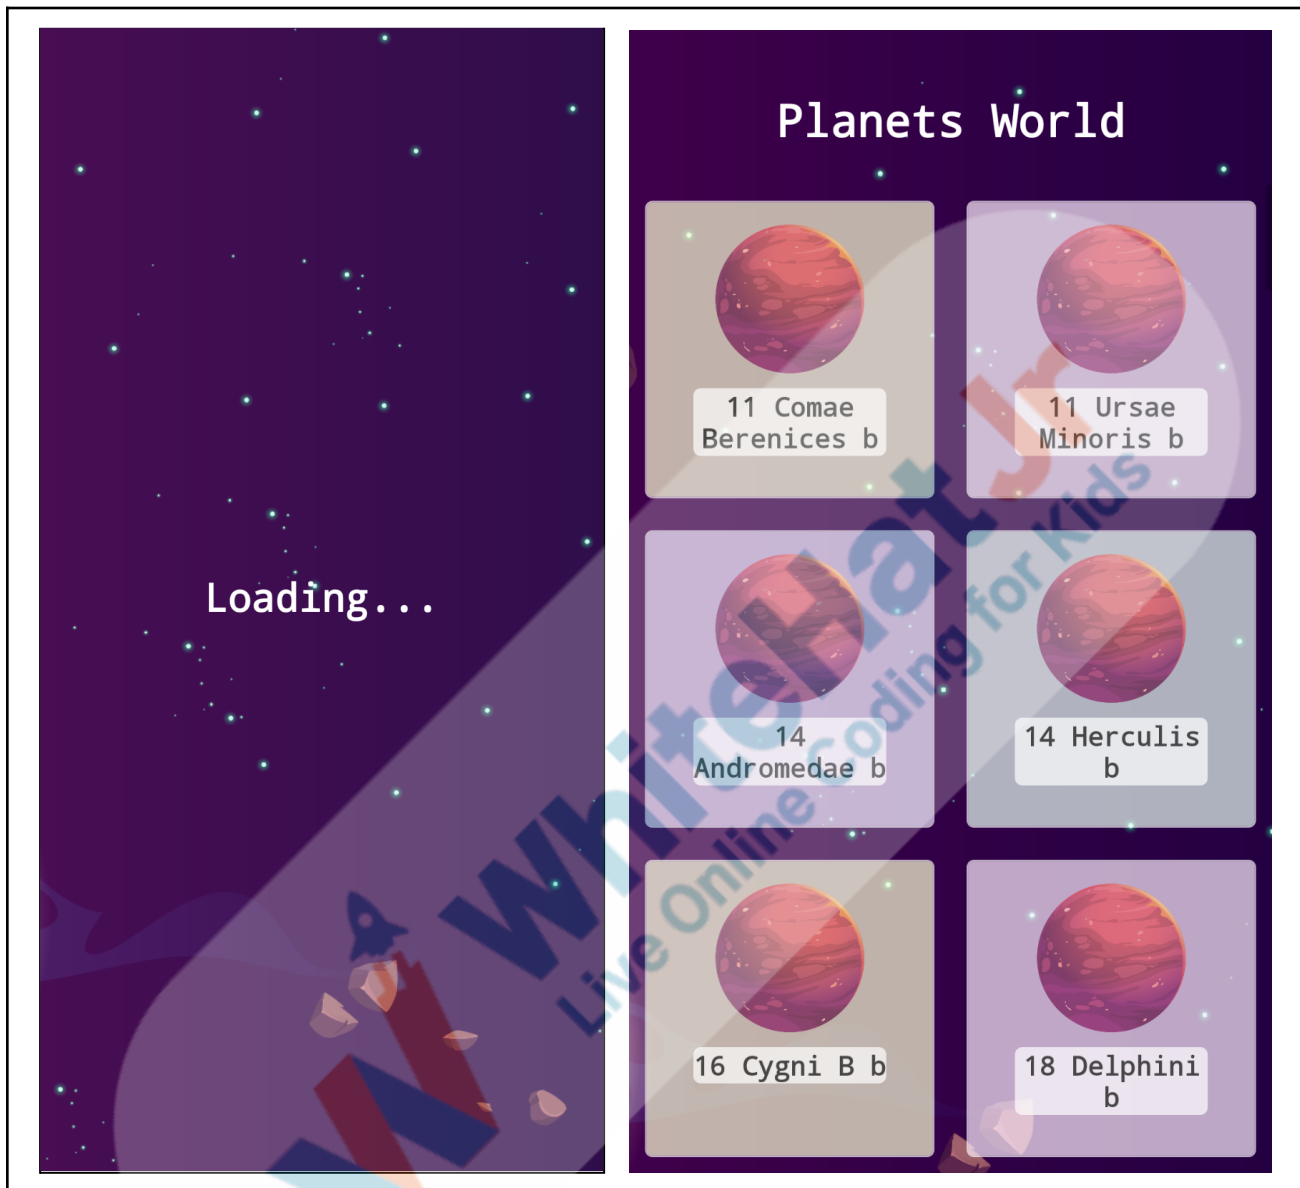 Loading...
Planets World
11 Comae
Berenices b
11 Ursae
Minoris b
14
Andromedae b
14 Herculis
b
16 Cygni B b
18 Delphini
b
WhiteHat Jr
Live Online Coding for Kids